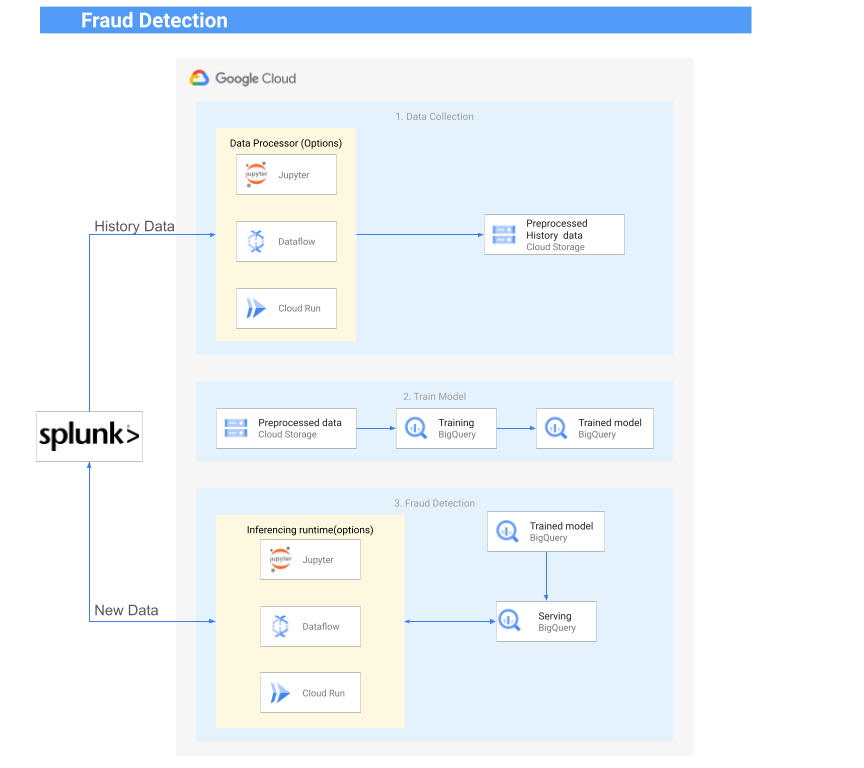 Fraud Detection
Google Cloud
1. Data Collection
Data Processor (Options)
jupyter
Jupyter
History Data
Dataflow
Preprocessed
History data
Cloud Storage
Cloud Run
2. Train Model
splunk>
Preprocessed data
Cloud Storage
Training
BigQuery
Trained model
BigQuery
3. Fraud Detection
Inferencing runtime(options)
jupyter
Jupyter
Trained model
BigQuery
New Data
Dataflow
Serving
BigQuery
Cloud Run